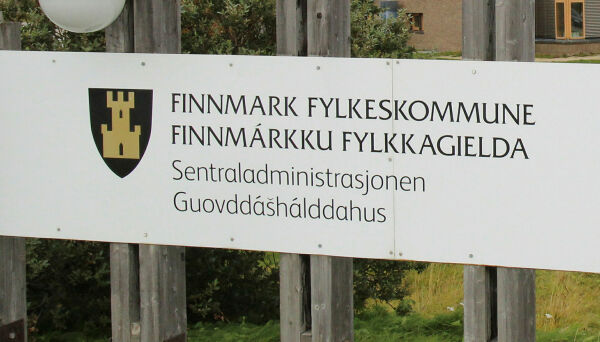 FINNMARK FYLKESKOMMUNE
FINNMÁRKKU FYLKKAGIELDA
Sentraladministrasjonen
Guovddášhálddahus